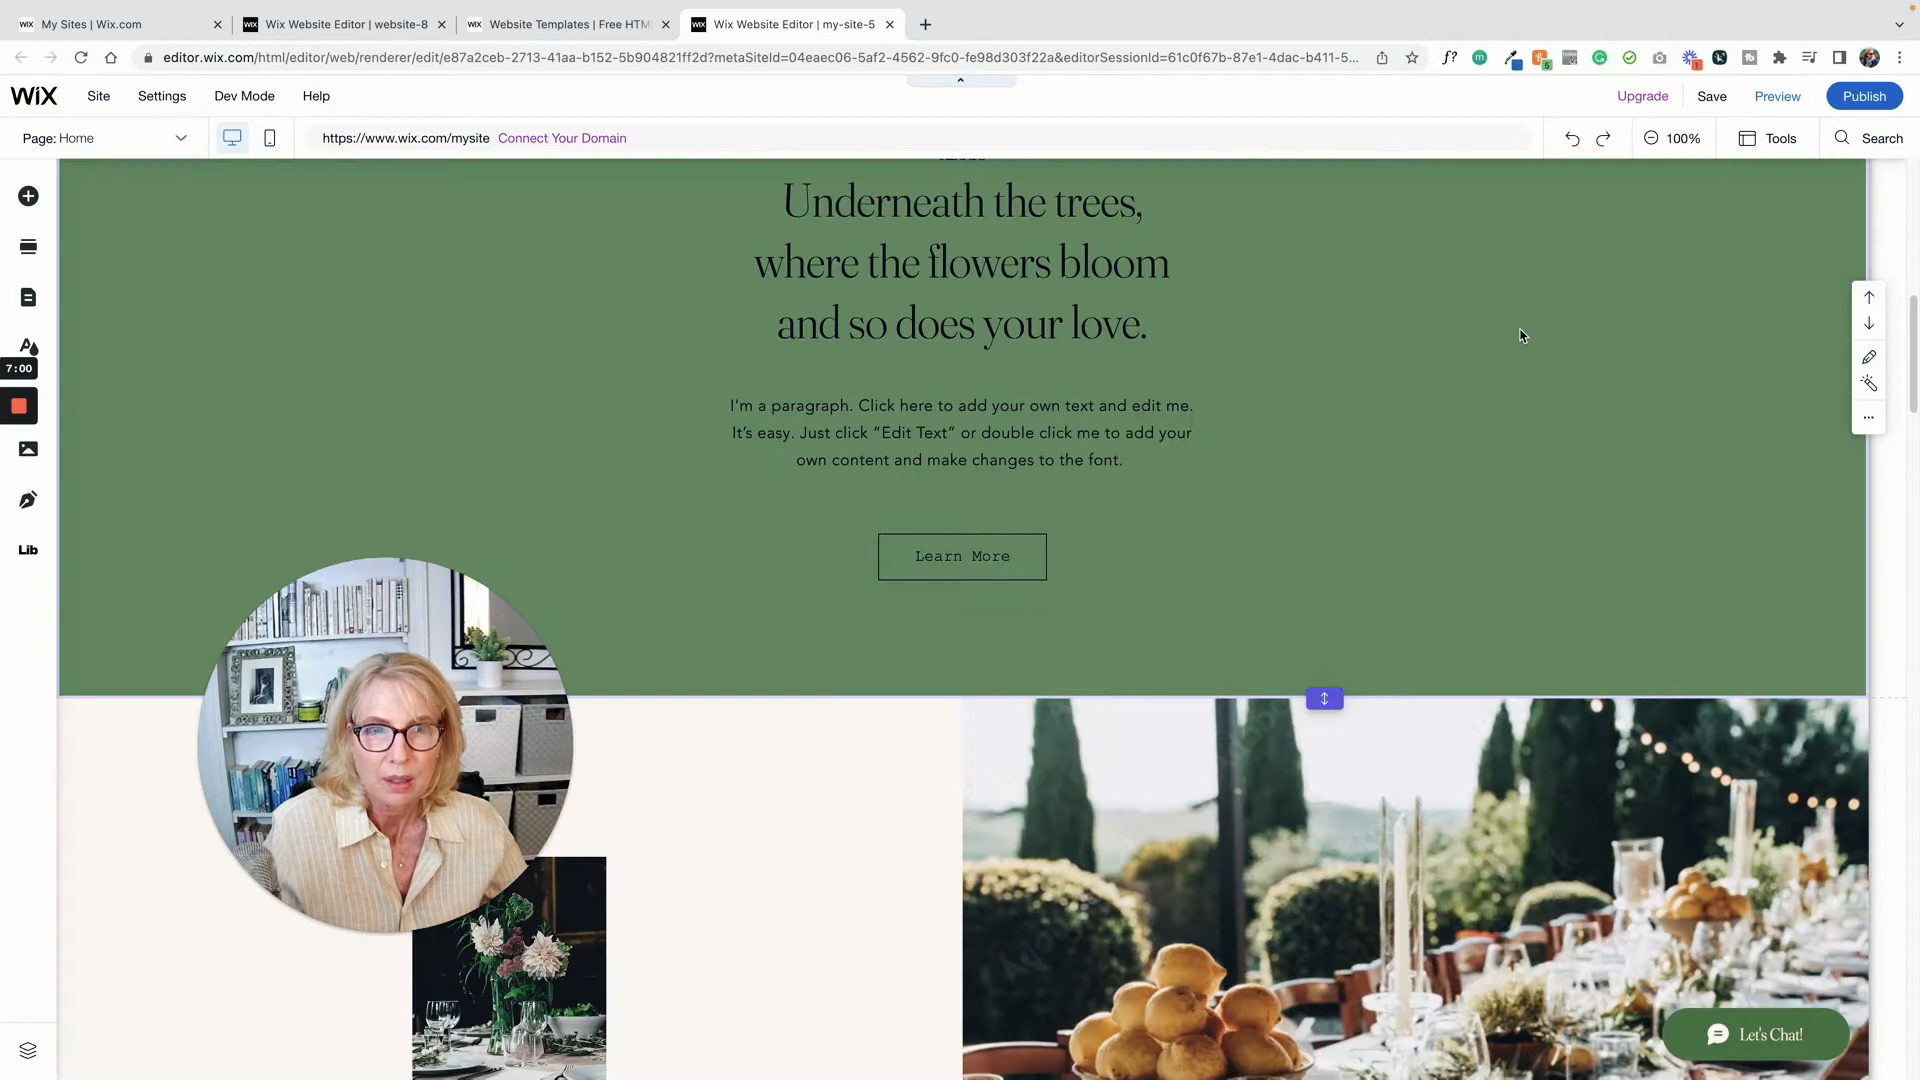 My Sites | Wix.com
Wix Website Editor | website-8
Website Templates | Free HTM
Wix Website Editor | my-site-5
editor.wix.com/html/editor/web/renderer/edit/e87a2ceb-2713-41aa-b152-5b904821ff2d?metaSiteId=04eaec06-5af2-4562-9fc0-fe98d303f22a&editorSessionId=61c0f67b-87e1-4dac-b411-5...
WIX
Site
Settings
Dev Mode
Help
Upgrade
Save
Preview
Publish
Page: Home
https://www.wix.com/mysite
Connect Your Domain
100%
Tools
Search
Underneath the trees,
where the flowers bloom
and so does your love.
7:00
I'm a paragraph. Click here to add your own text and edit me.
It's easy. Just click “Edit Text” or double click me to add your
own content and make changes to the font.
Lib
Learn More
Let's Chat!